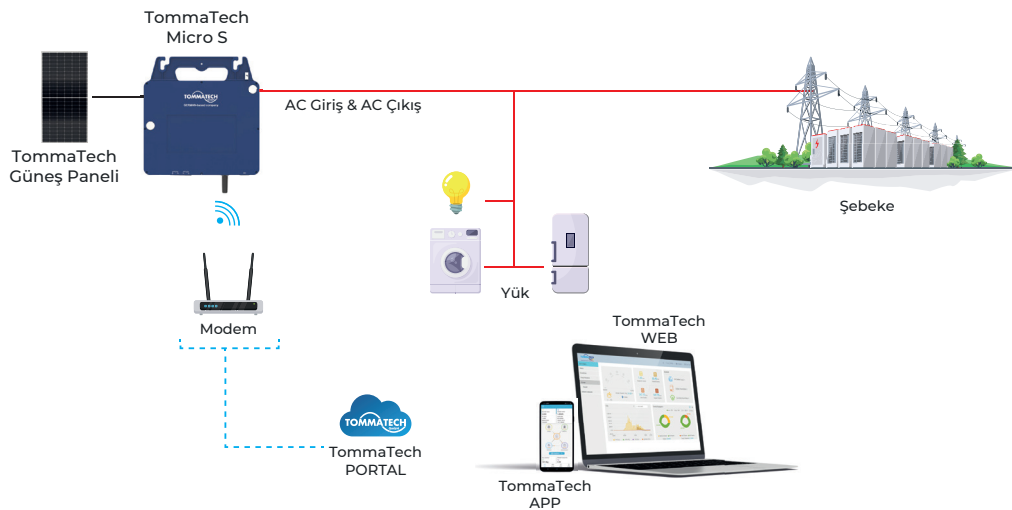 TommaTech
Micro S
TOMMATECH
AC Giriş & AC Çıkış
TommaTech
Güneş Paneli
Şebeke
Yük
Modem
TommaTech
WEB
TOMMATECH
TommaTech
PORTAL
TommaTech
APP